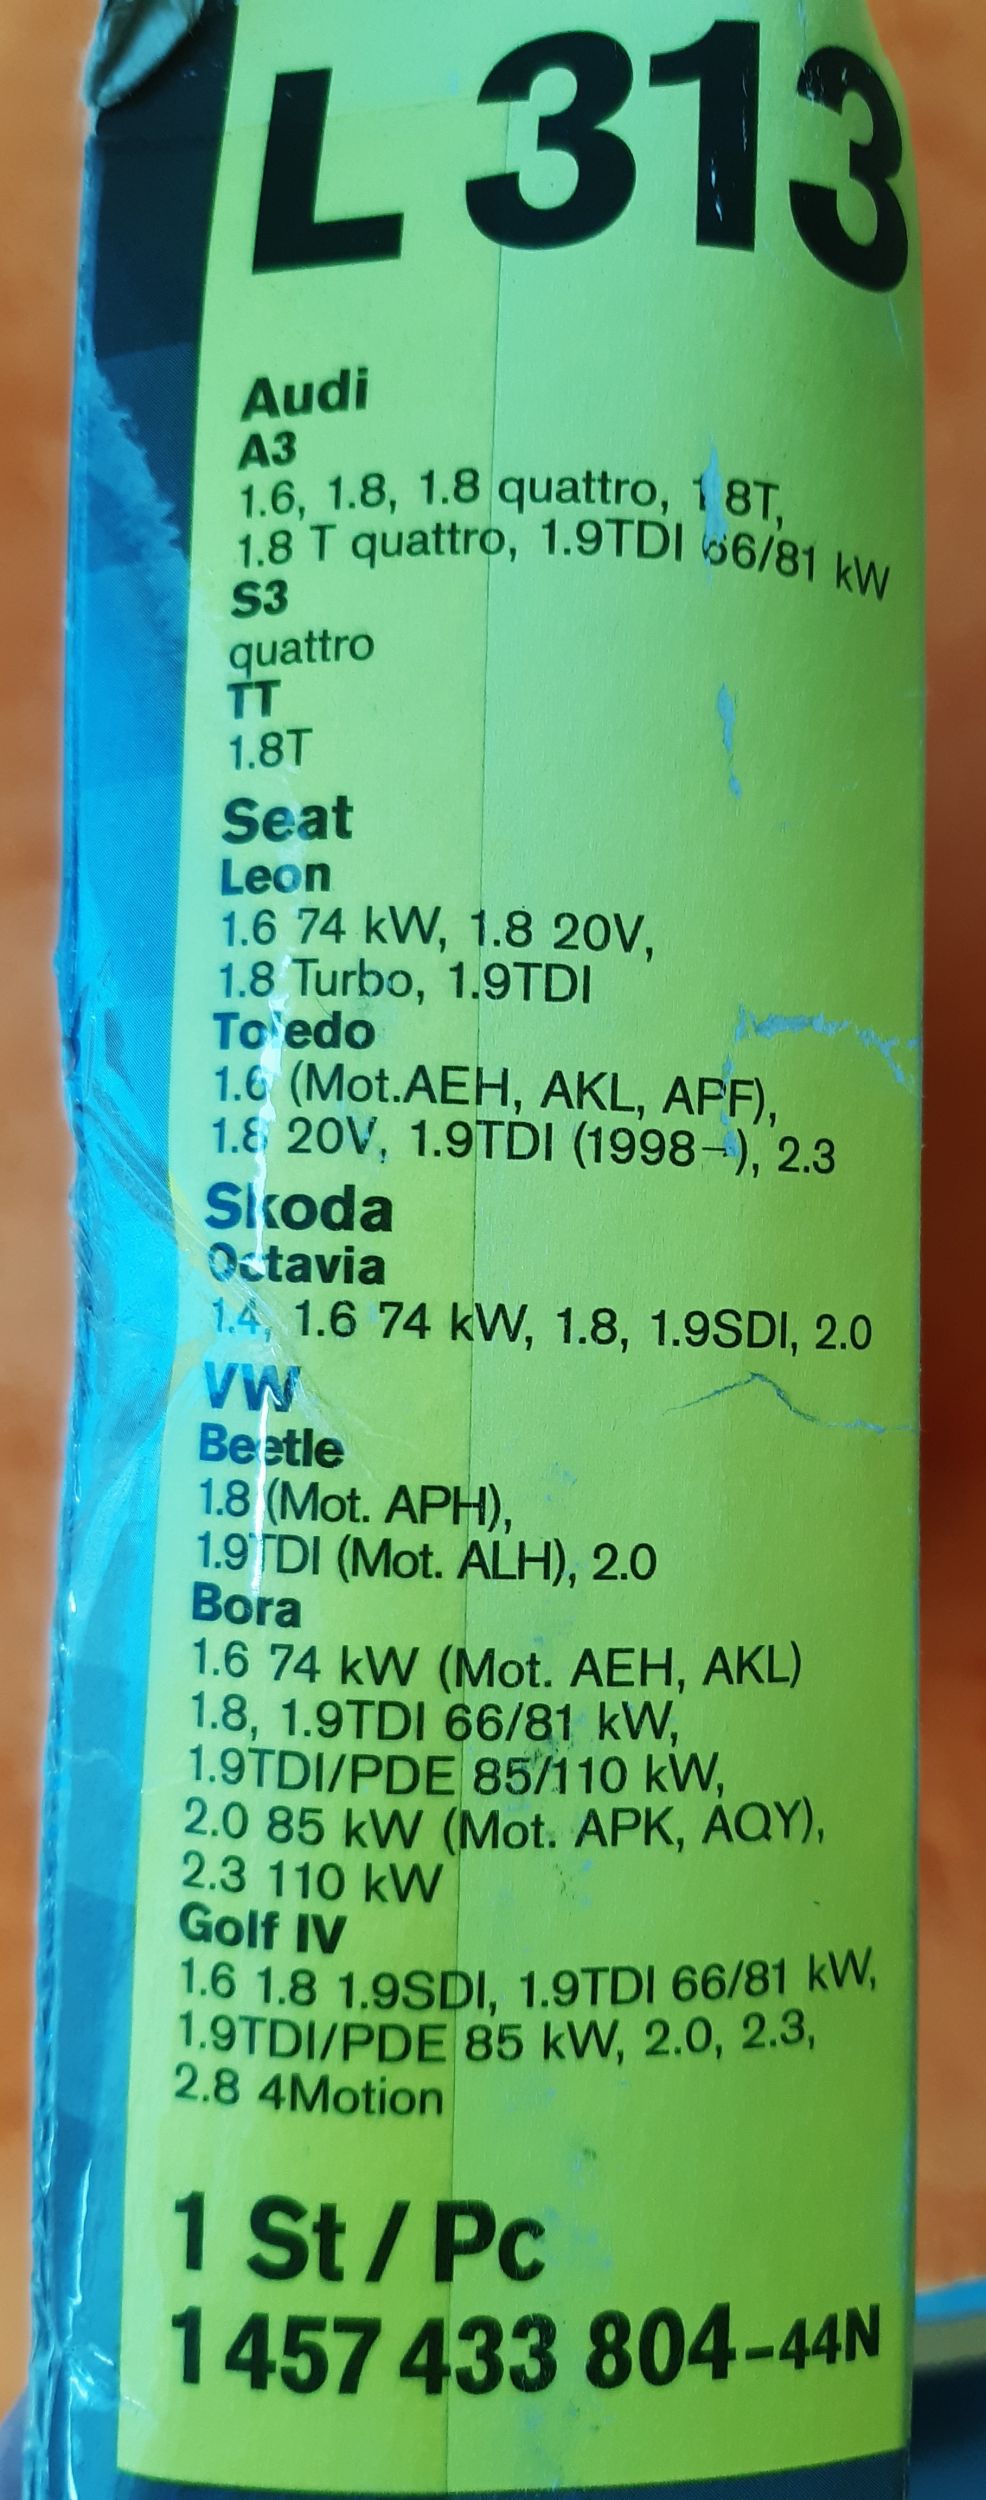 L 313
Audi
A3
1.6, 1.8, 1.8 quattro, 1.8T,
1.8 T quattro, 1.9TDI 66/81 kW
S3
quattro
TT
1.8T
Seat
Leon
1.6 74 kW, 1.8 20V,
1.8 Turbo, 1.9TDI
Toledo
1.6 (Mot.AEH, AKL, APF),
1.8 20V, 1.9TDI (1998→), 2.3
Skoda
Octavia
1.4, 1.6 74 kW, 1.8, 1.9SDI, 2.0
VW
Beetle
1.8 (Mot. APH),
1.9TDI (Mot. ALH), 2.0
Bora
1.6 74 kW (Mot. AEH, AKL)
1.8, 1.9TDI 66/81 kW,
1.9TDI/PDE 85/110 kW,
2.0 85 kW (Mot. APK, AQY),
2.3 110 kW
Golf IV
1.6 1.8 1.9SDI, 1.9TDI 66/81 kW,
1.9TDI/PDE 85 kW, 2.0, 2.3,
2.8 4Motion
1 St / Pc
1 457 433 804-44N